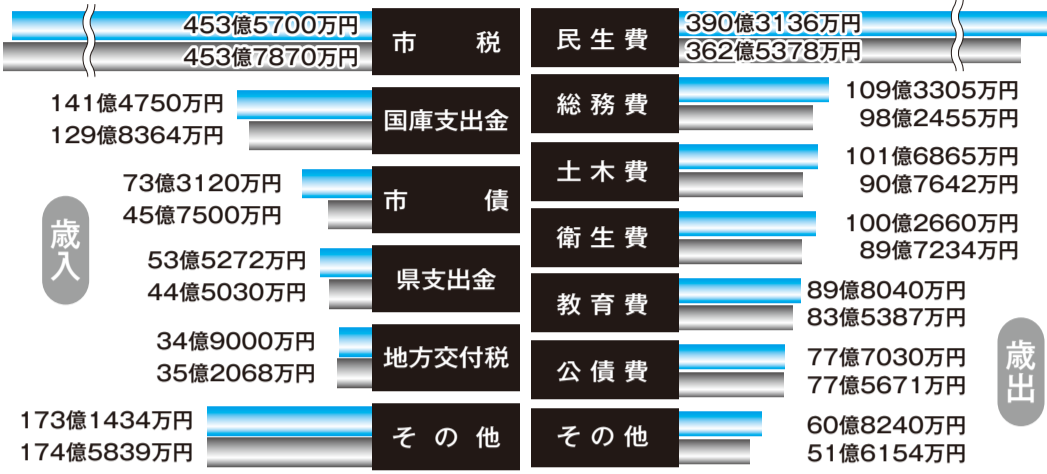 歳入
453億5700万円
453億7870万円
市税
141億4750万円
129億8364万円
国庫支出金
73億3120万円
45億7500万円
市債
53億5272万円
44億5030万円
県支出金
34億9000万円
35億2068万円
地方交付税
173億1434万円
174億5839万円
その他
歳出
民生費
390億3136万円
362億5378万円
総務費
109億3305万円
98億2455万円
土木費
101億6865万円
90億7642万円
衛生費
100億2660万円
89億7234万円
教育費
89億8040万円
83億5387万円
公債費
77億7030万円
77億5671万円
その他
60億8240万円
51億6154万円